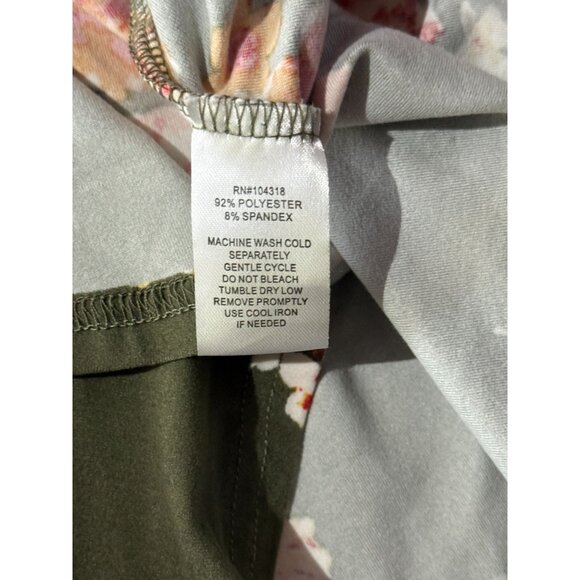 RN#104318
92% POLYESTER
8% SPANDEX
MACHINE WASH COLD
SEPARATELY
GENTLE CYCLE
DO NOT BLEACH
TUMBLE DRY LOW
REMOVE PROMPTLY
USE COOL IRON
IF NEEDED